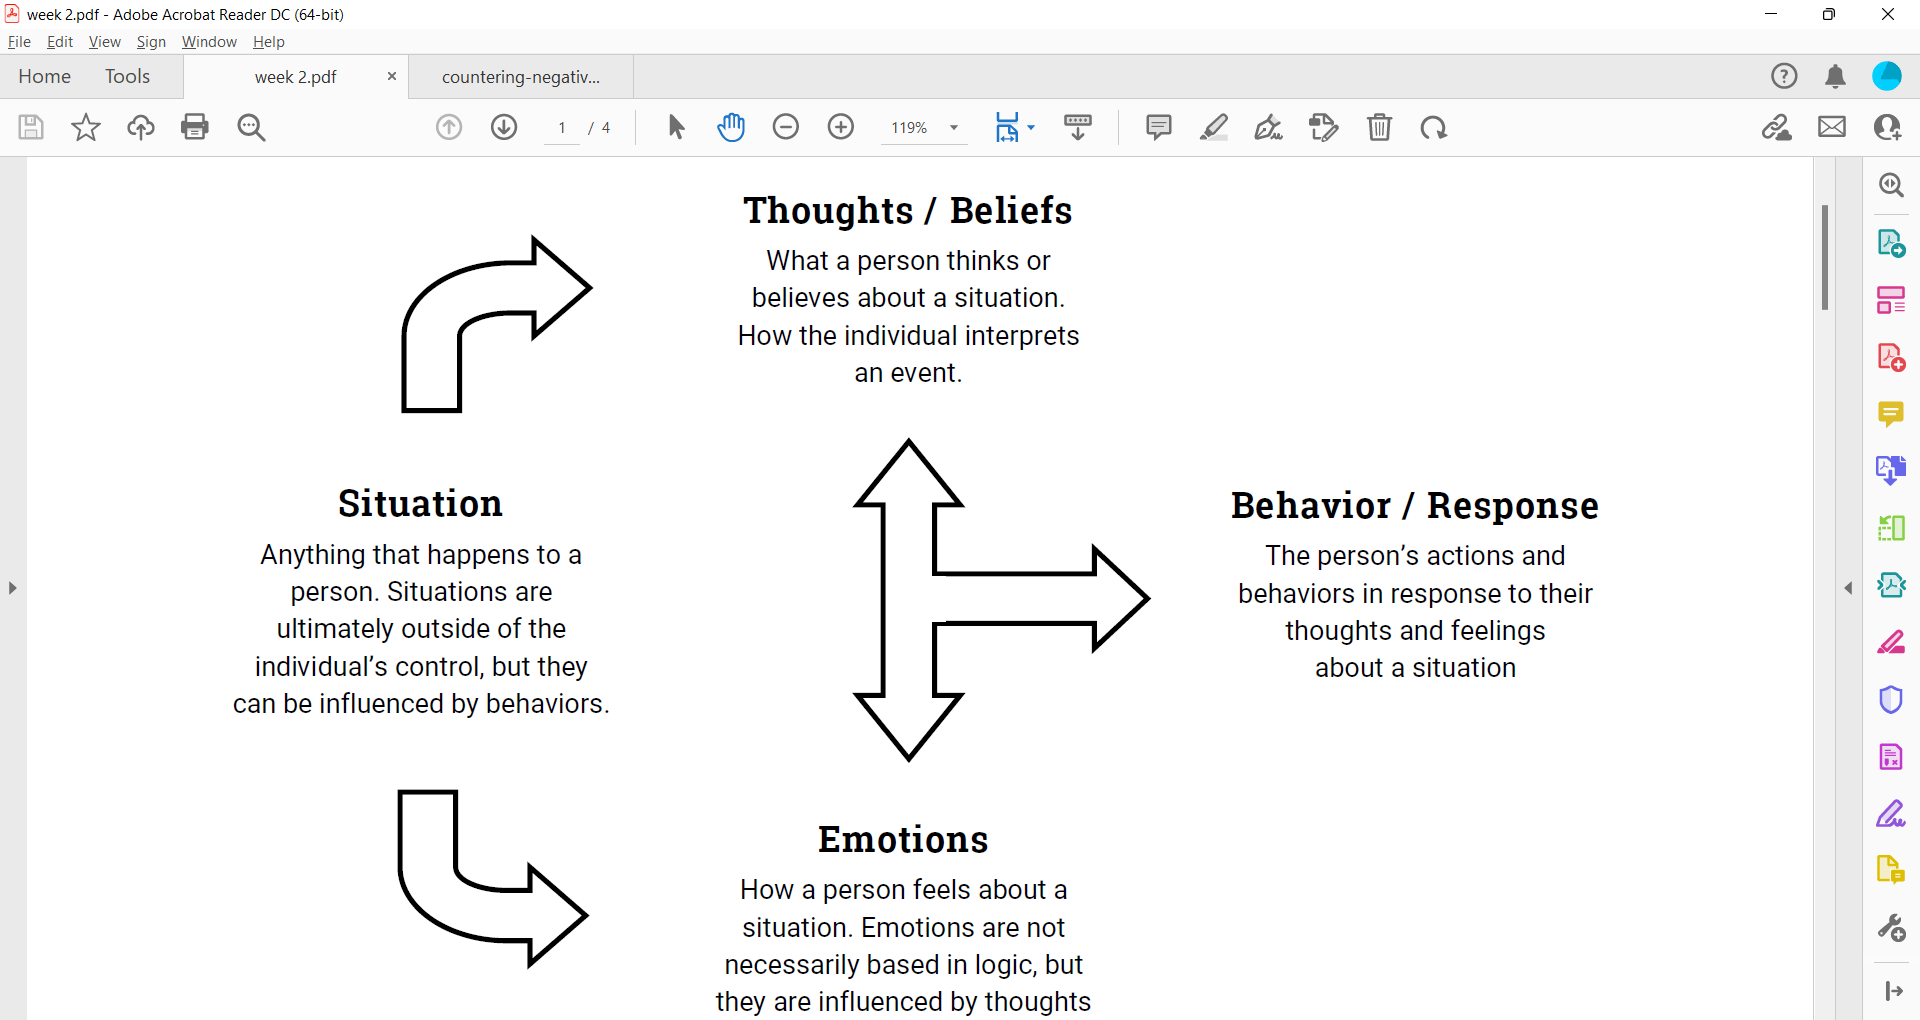 week 2.pdf - Adobe Acrobat Reader DC (64-bit)
File Edit View Sign Window Help
Home Tools week 2.pdf × countering-negativ...
1 / 4 119%
Thoughts / Beliefs
What a person thinks or
believes about a situation.
How the individual interprets
an event.
Situation
Anything that happens to a
person. Situations are
ultimately outside of the
individual’s control, but they
can be influenced by behaviors.
Behavior / Response
The person’s actions and
behaviors in response to their
thoughts and feelings
about a situation
Emotions
How a person feels about a
situation. Emotions are not
necessarily based in logic, but
they are influenced by thoughts